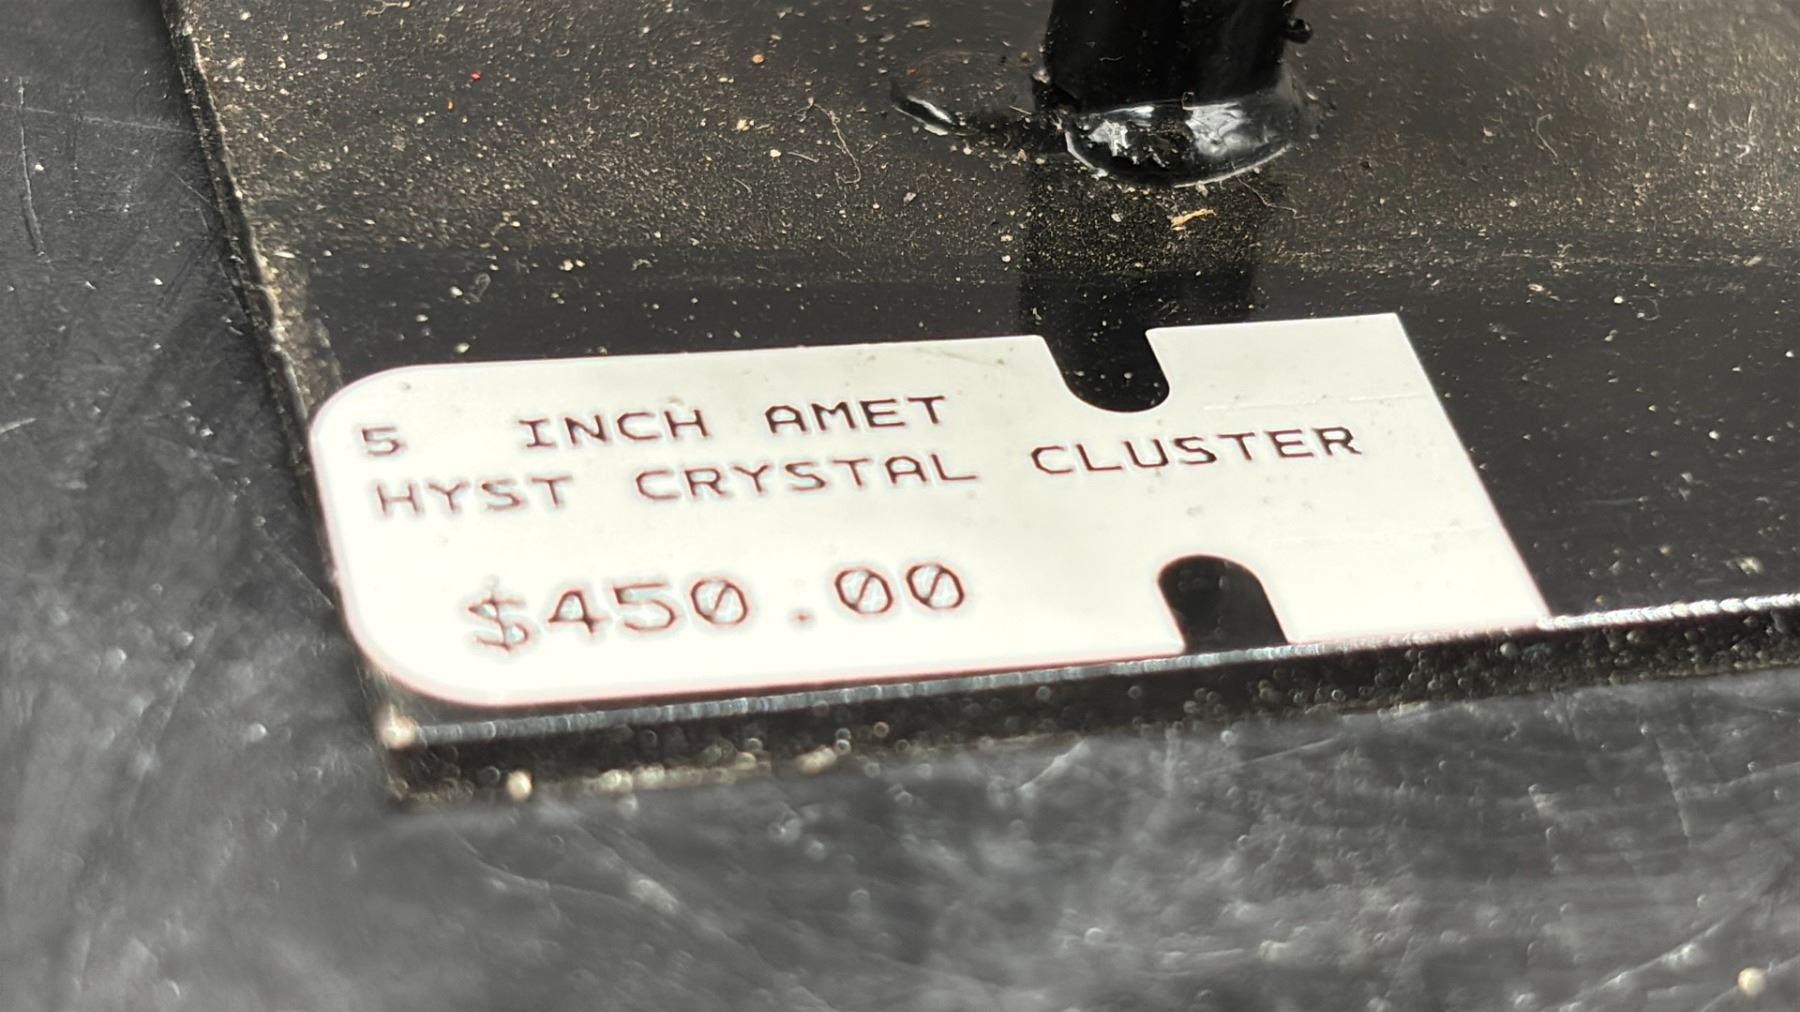 5 INCH AMET
HYST CRYSTAL CLUSTER
$450.00